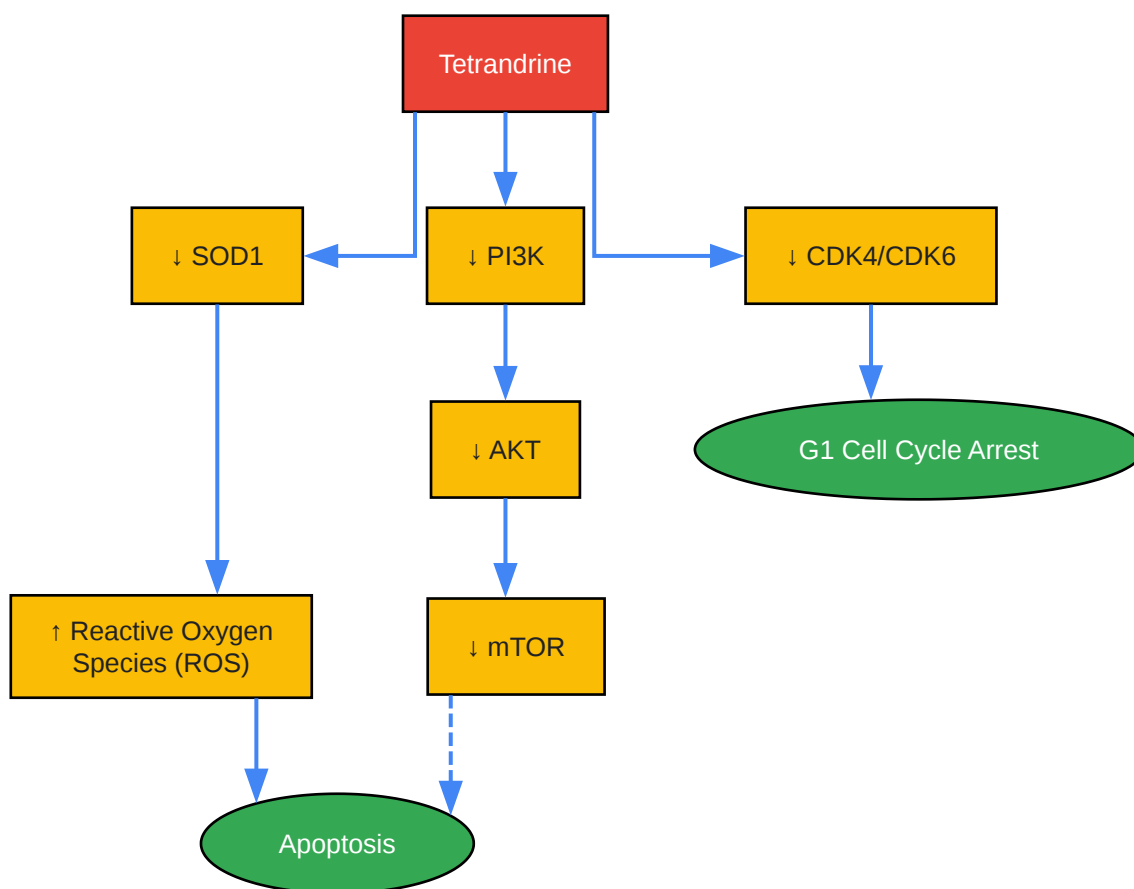 Tetrandrine
↓ SOD1
↓ PI3K
↓ CDK4/CDK6
↓ AKT
G1 Cell Cycle Arrest
↑ Reactive Oxygen
Species (ROS)
↓ mTOR
Apoptosis